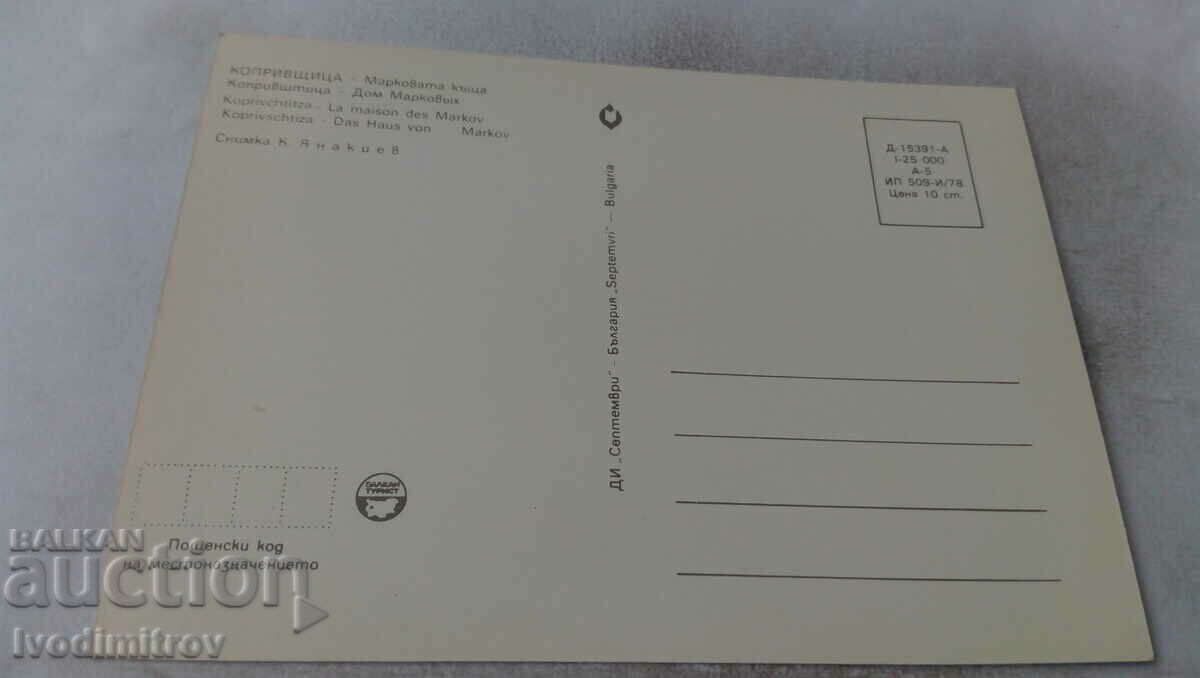 КОПРИВЩИЦА - Марковата къща
Копривштица - Дом Марковых
Koprivchtitza - La maison des Markov
Koprivschtiza - Das Haus von Markov
Снимка К. Янакиев
Д-15391-А
I-25 000
А-5
ИП 509-И/78
Цена 10 ст.
ДИ „Септември" - България „Septemvri" — Bulgaria
БАЛКАН
ТУРИСТ
Пощенски код
на местоназначението
BALKAN
auction
Ivodimitrov